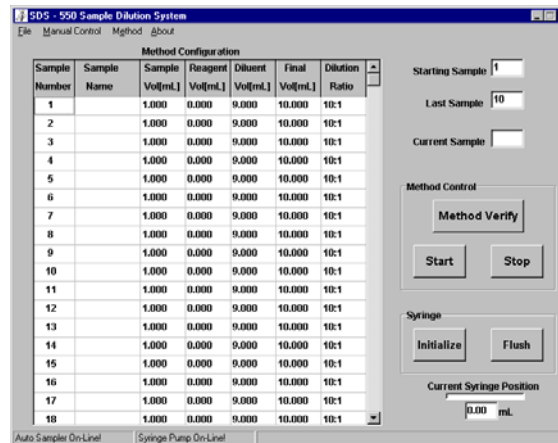 SDS - 550 Sample Dilution System
File Manual Control Method About
Method Configuration
Sample Number Sample Name Sample Vol[mL] Reagent Vol[mL] Diluent Vol[mL] Final Vol[mL] Dilution Ratio
1 1.000 0.000 9.000 10.000 10:1
2 1.000 0.000 9.000 10.000 10:1
3 1.000 0.000 9.000 10.000 10:1
4 1.000 0.000 9.000 10.000 10:1
5 1.000 0.000 9.000 10.000 10:1
6 1.000 0.000 9.000 10.000 10:1
7 1.000 0.000 9.000 10.000 10:1
8 1.000 0.000 9.000 10.000 10:1
9 1.000 0.000 9.000 10.000 10:1
10 1.000 0.000 9.000 10.000 10:1
11 1.000 0.000 9.000 10.000 10:1
12 1.000 0.000 9.000 10.000 10:1
13 1.000 0.000 9.000 10.000 10:1
14 1.000 0.000 9.000 10.000 10:1
15 1.000 0.000 9.000 10.000 10:1
16 1.000 0.000 9.000 10.000 10:1
17 1.000 0.000 9.000 10.000 10:1
18 1.000 0.000 9.000 10.000 10:1
Starting Sample 1
Last Sample 10
Current Sample
Method Control
Method Verify
Start Stop
Syringe
Initialize Flush
Current Syringe Position
0.00 mL
Auto Sampler On-Line! Syringe Pump On-Line!